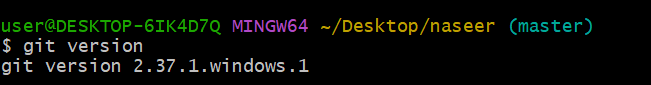 user@DESKTOP-6IK4D7Q MINGW64 ~/Desktop/naseer (master)
$ git version
git version 2.37.1.windows.1